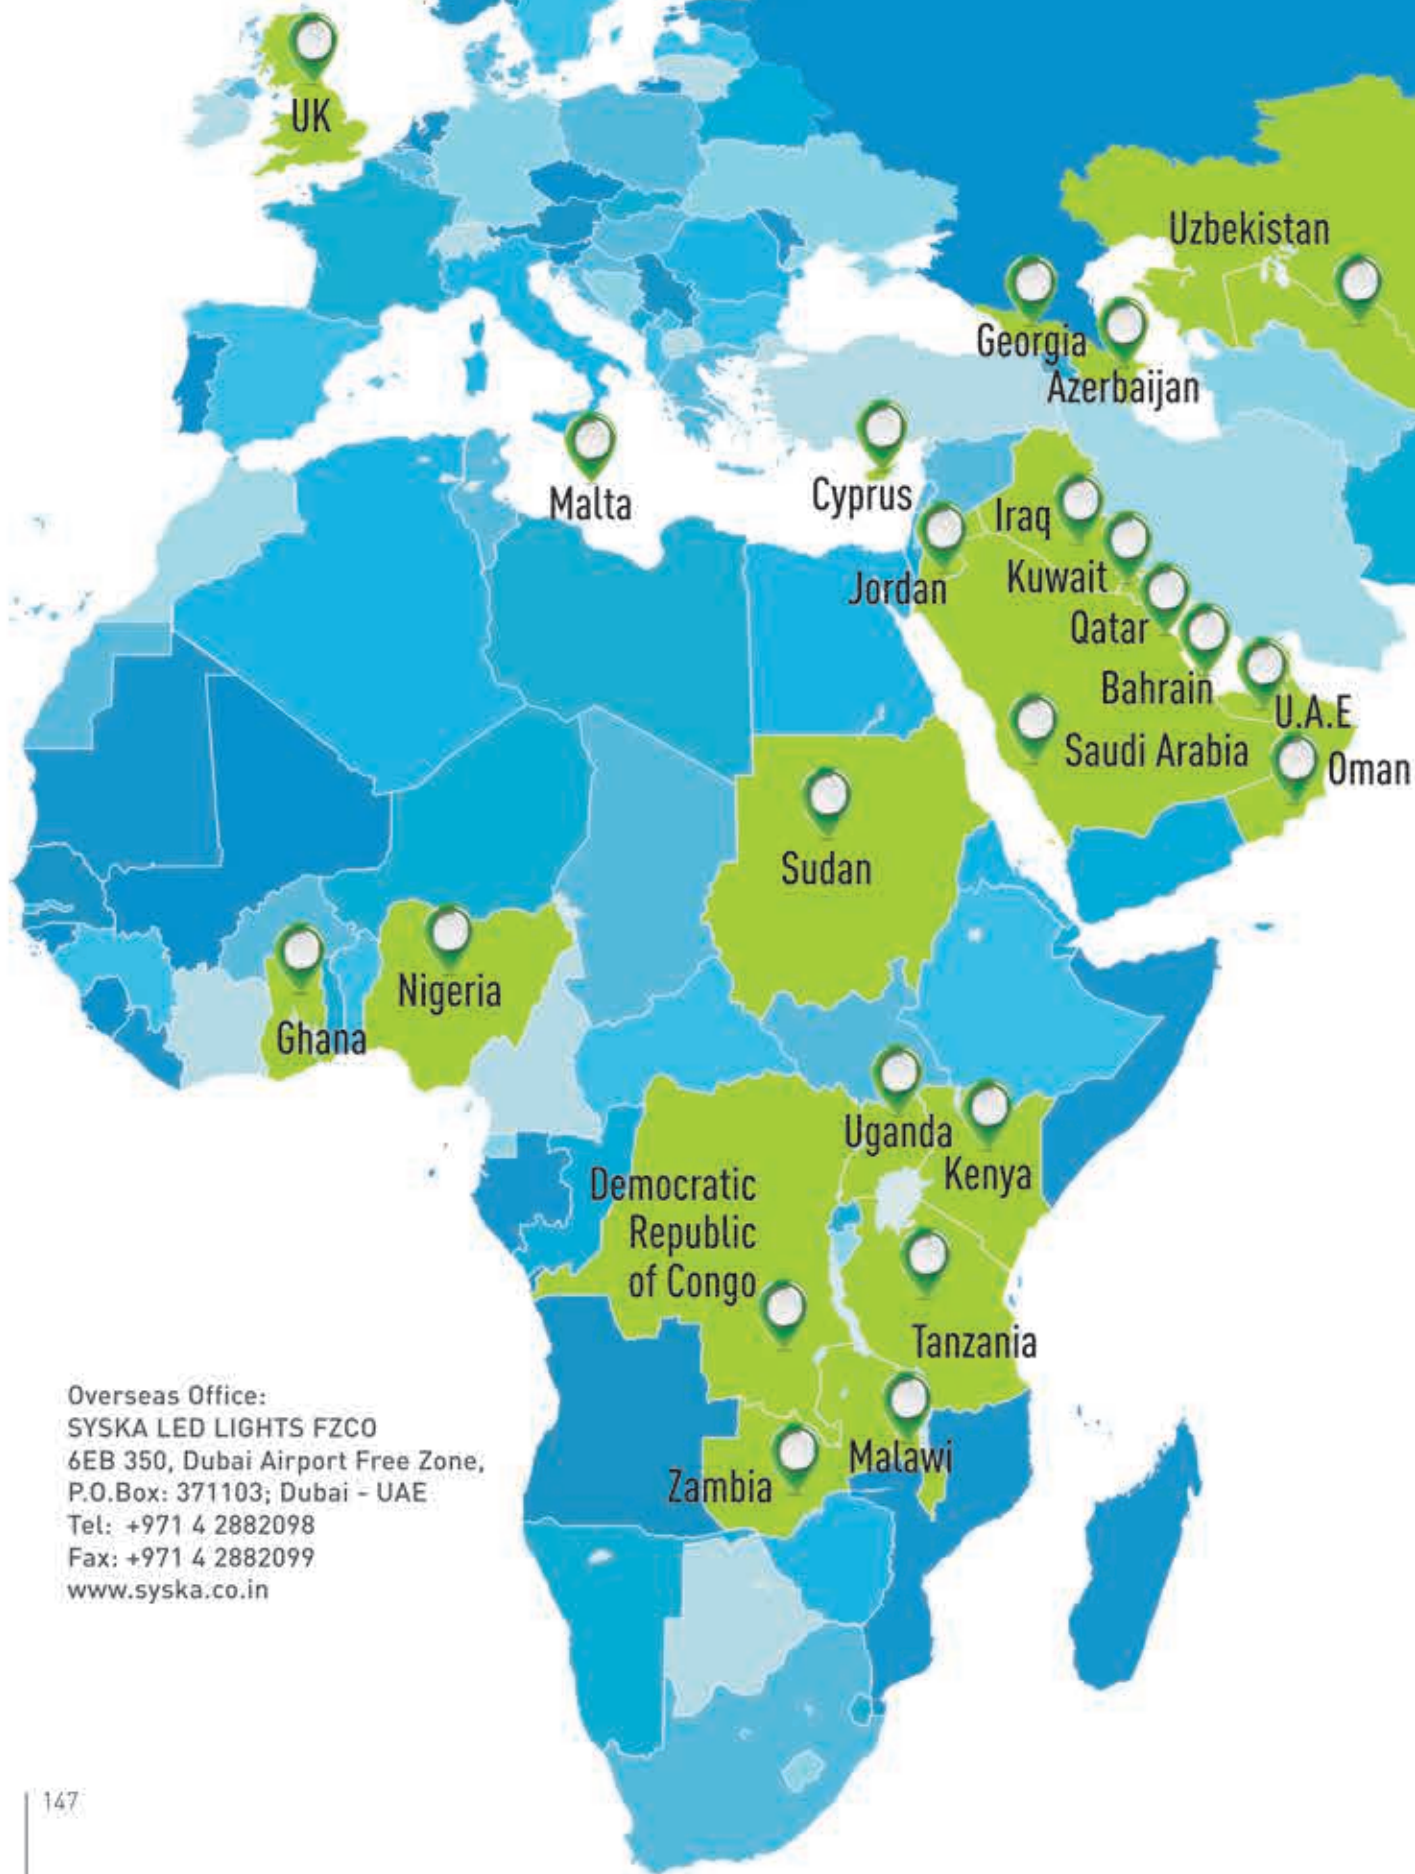 UK
Uzbekistan
Georgia
Azerbaijan
Malta
Cyprus
Iraq
Jordan
Kuwait
Qatar
Bahrain
U.A.E
Saudi Arabia
Oman
Sudan
Nigeria
Ghana
Uganda
Kenya
Democratic
Republic
of Congo
Tanzania
Malawi
Zambia
Overseas Office:
SYSKA LED LIGHTS FZCO
6EB 350, Dubai Airport Free Zone,
P.O.Box: 371103; Dubai - UAE
Tel: +971 4 2882098
Fax: +971 4 2882099
www.syska.co.in
147